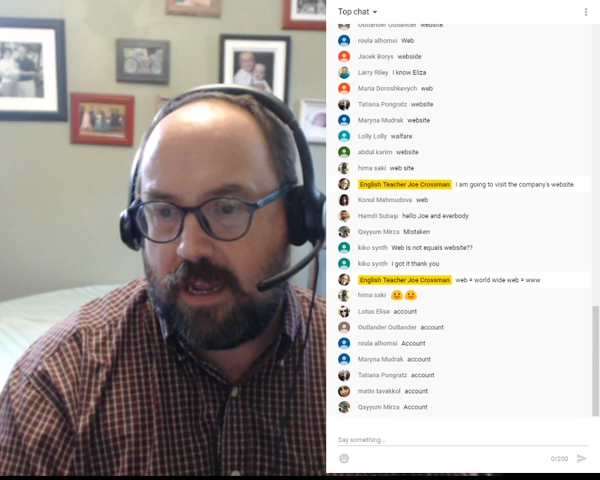 Top chat
Outlander Outlander website.
roula alhomsi Web
Jacek Borys webside
Larry Riley I know Eliza
Maria Doroshkevych web
Tatiana Pongratz website
Maryna Mudrak website
Lolly Lolly walfare
abdul karim website
hima saki web site
English Teacher Joe Crossman I am going to visit the company's website.
Konul Mahmudova web
Hamdi Subaşı hello Joe and everbody
Qayyum Mirza Mistaken
kiko synth Web is not equals website??
kiko synth I got it thank you
English Teacher Joe Crossman web = world wide web = www
hima saki
Lotus Elise account
Outlander Outlander account
roula alhomsi Account
Maryna Mudrak account
Tatiana Pongratz account
matin tavakkol account
Qayyum Mirza Account
Say something...
0/200